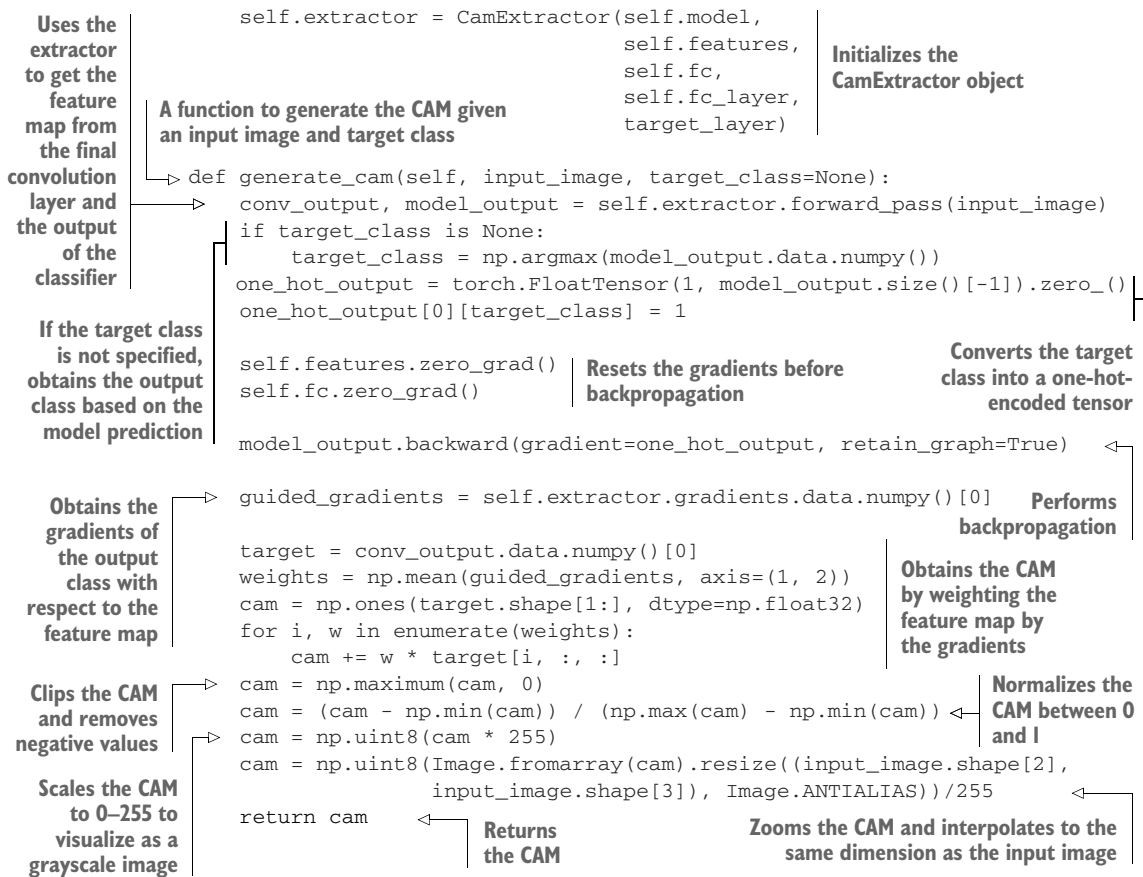 self.extractor = CamExtractor(self.model,
self.features,
self.fc,
self.fc_layer,
target_layer)
Initializes the
CamExtractor object
Uses the
extractor
to get the
feature
map from
the final
convolution
layer and
the output
of the
classifier
A function to generate the CAM given
an input image and target class
def generate_cam(self, input_image, target_class=None):
conv_output, model_output = self.extractor.forward_pass(input_image)
if target_class is None:
target_class = np.argmax(model_output.data.numpy())
one_hot_output = torch.FloatTensor(1, model_output.size()[-1]).zero_()
one_hot_output[0][target_class] = 1
If the target class
is not specified,
obtains the output
class based on the
model prediction
self.features.zero_grad()
self.fc.zero_grad()
Resets the gradients before
backpropagation
Converts the target
class into a one-hot-
encoded tensor
model_output.backward(gradient=one_hot_output, retain_graph=True)
Performs
backpropagation
Obtains the
gradients of
the output
class with
respect to the
feature map
guided_gradients = self.extractor.gradients.data.numpy()[0]
target = conv_output.data.numpy()[0]
weights = np.mean(guided_gradients, axis=(1, 2))
cam = np.ones(target.shape[1:], dtype=np.float32)
for i, w in enumerate(weights):
cam += w * target[i, :, :]
Obtains the CAM
by weighting the
feature map by
the gradients
Clips the CAM
and removes
negative values
cam = np.maximum(cam, 0)
cam = (cam - np.min(cam)) / (np.max(cam) - np.min(cam))
Normalizes the
CAM between 0
and 1
cam = np.uint8(cam * 255)
cam = np.uint8(Image.fromarray(cam).resize((input_image.shape[2],
input_image.shape[3]), Image.ANTIALIAS))/255
Scales the CAM
to 0–255 to
visualize as a
grayscale image
return cam
Returns
the CAM
Zooms the CAM and interpolates to the
same dimension as the input image